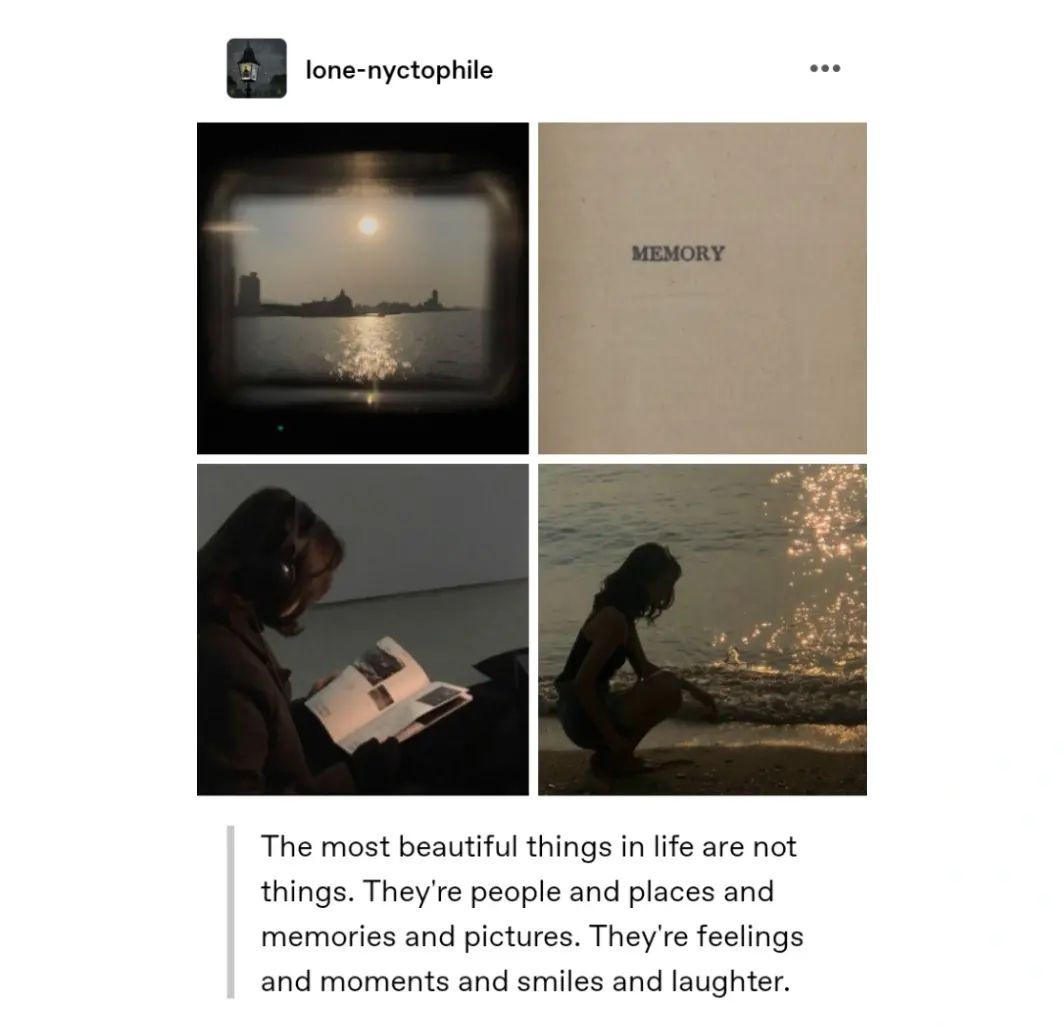 lone-nyctophile
MEMORY
The most beautiful things in life are not
things. They're people and places and
memories and pictures. They're feelings
and moments and smiles and laughter.